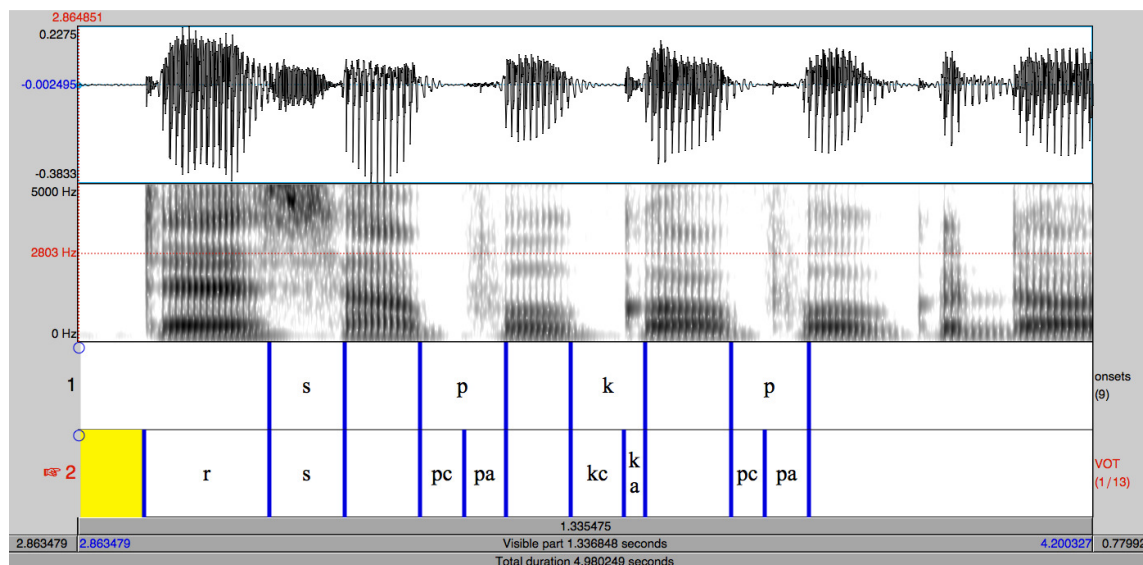 2.864851
0.2275
-0.002495
-0.3833
5000 Hz
2803 Hz
0 Hz
1 s p k p onsets
(9)
☞ 2 r s pc pa kc k a pc pa VOT
(1/13)
1.335475
2.863479 2.863479 Visible part 1.336848 seconds 4.200327 0.77992
Total duration 4.980249 seconds